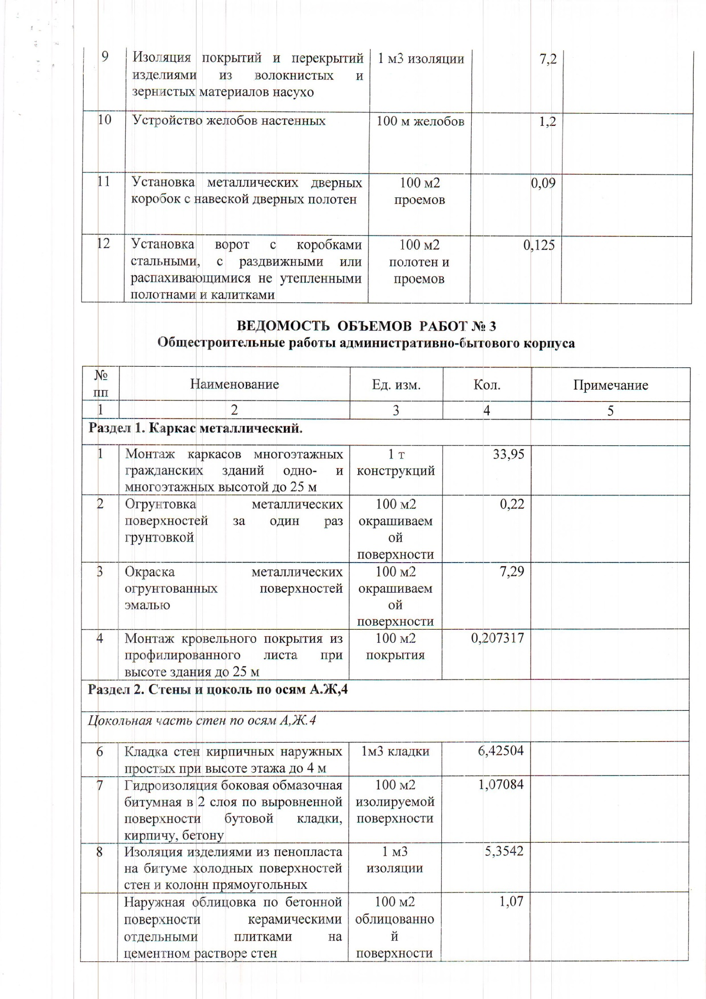 9 Изоляция покрытий и перекрытий 1 м3 изоляции 7,2
изделиями из волокнистых и
зернистых материалов насухо
10 Устройство желобов настенных 100 м желобов 1,2
11 Установка металлических дверных 100 м2 0,09
коробок с навеской дверных полотен проемов
12 Установка ворот с коробками 100 м2 0,125
стальными, с раздвижными или полотен и
распахивающимися не утепленными проемов
полотнами и калитками
ВЕДОМОСТЬ ОБЪЕМОВ РАБОТ № 3
Общестроительные работы административно-бытового корпуса
№ Наименование Ед. изм. Кол. Примечание
пп
1 2 3 4 5
Раздел 1. Каркас металлический.
1 Монтаж каркасов многоэтажных 1 т 33,95
гражданских зданий одно- и конструкций
многоэтажных высотой до 25 м
2 Огрунтовка металлических 100 м2 0,22
поверхностей за один раз окрашиваем
грунтовкой ой
поверхности
3 Окраска металлических 100 м2 7,29
огрунтованных поверхностей окрашиваем
эмалью ой
поверхности
4 Монтаж кровельного покрытия из 100 м2 0,207317
профилированного листа при покрытия
высоте здания до 25 м
Раздел 2. Стены и цоколь по осям А.Ж,4
Цокольная часть стен по осям А,Ж.4
6 Кладка стен кирпичных наружных 1м3 кладки 6,42504
простых при высоте этажа до 4 м
7 Гидроизоляция боковая обмазочная 100 м2 1,07084
битумная в 2 слоя по выровненной изолируемой
поверхности бутовой кладки, поверхности
кирпичу, бетону
8 Изоляция изделиями из пенопласта 1 м3 5,3542
на битуме холодных поверхностей изоляции
стен и колонн прямоугольных
Наружная облицовка по бетонной 100 м2 1,07
поверхности керамическими облицованно
отдельными плитками на й
цементном растворе стен поверхности